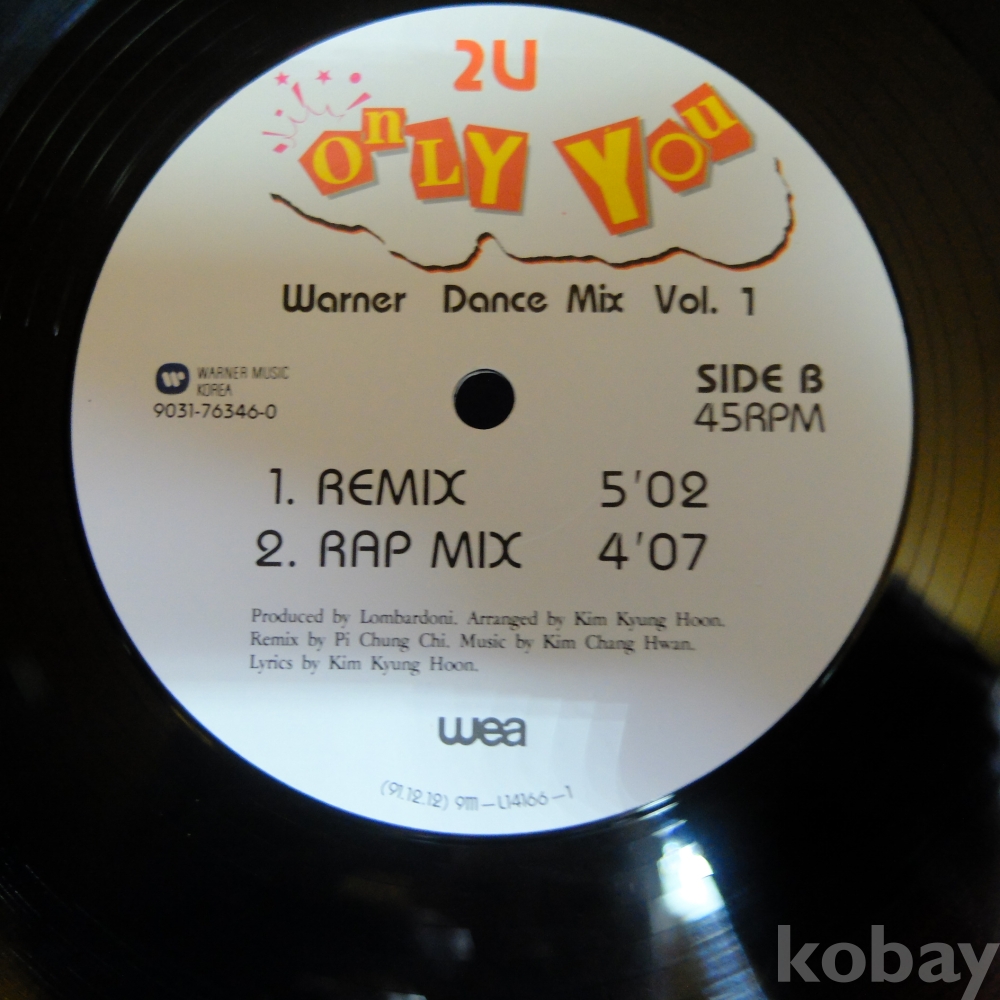 2U
OnLY YOu
Warner Dance Mix Vol. 1
W WARNER MUSIC
KOREA
9031-76346-0
SIDE B
45RPM
1. REMIX 5'02
2. RAP MIX 4'07
Produced by Lombardoni. Arranged by Kim Kyung Hoon.
Remix by Pi Chung Chi. Music by Kim Chang Hwan.
Lyrics by Kim Kyung Hoon.
wea
(91.12.12) 9m-L14166-1
kobay